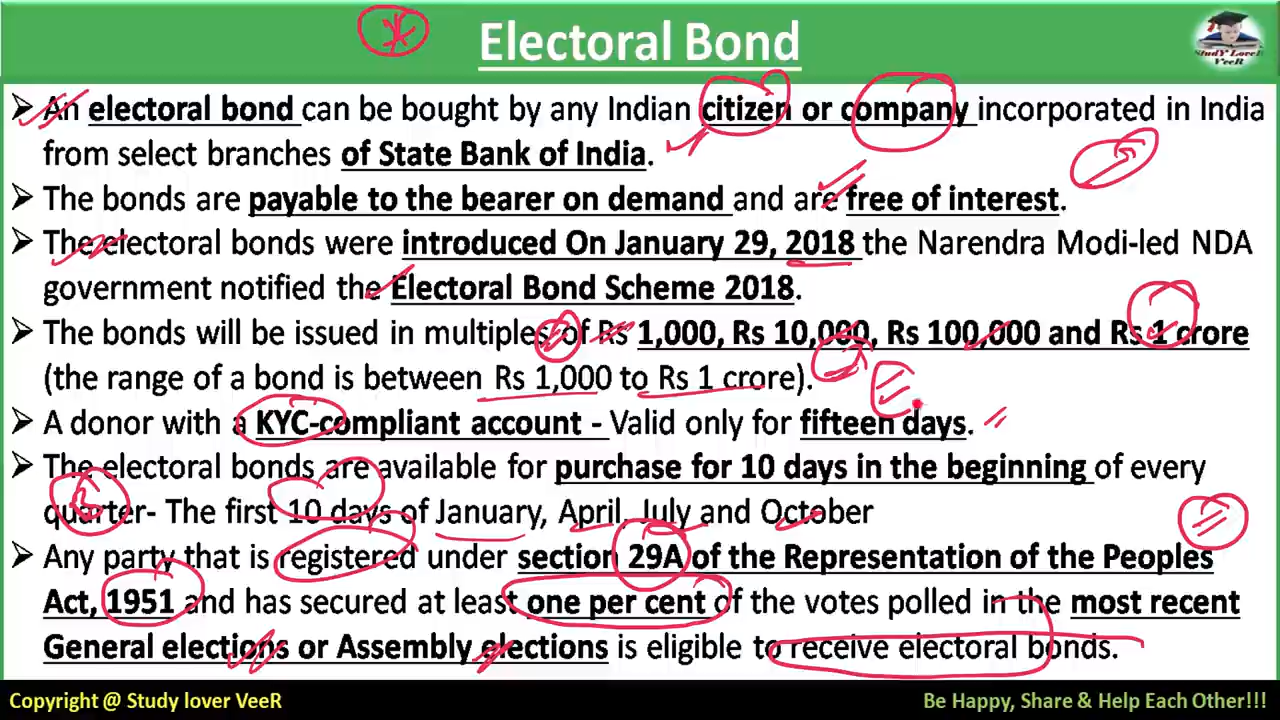 Electoral Bond
StudY LoveR
VeeR
➤ An electoral bond can be bought by any Indian citizen or company incorporated in India
from select branches of State Bank of India.
➤ The bonds are payable to the bearer on demand and are free of interest.
➤ The electoral bonds were introduced On January 29, 2018 the Narendra Modi-led NDA
government notified the Electoral Bond Scheme 2018.
➤ The bonds will be issued in multiples of Rs 1,000, Rs 10,000, Rs 100,000 and Rs 1 crore
(the range of a bond is between Rs 1,000 to Rs 1 crore).
➤ A donor with a KYC-compliant account - Valid only for fifteen days.
➤ The electoral bonds are available for purchase for 10 days in the beginning of every
quarter- The first 10 days of January, April, July and October
➤ Any party that is registered under section 29A of the Representation of the Peoples
Act, 1951 and has secured at least one per cent of the votes polled in the most recent
General elections or Assembly elections is eligible to receive electoral bonds.
Copyright @ Study lover VeeR
Be Happy, Share & Help Each Other!!!